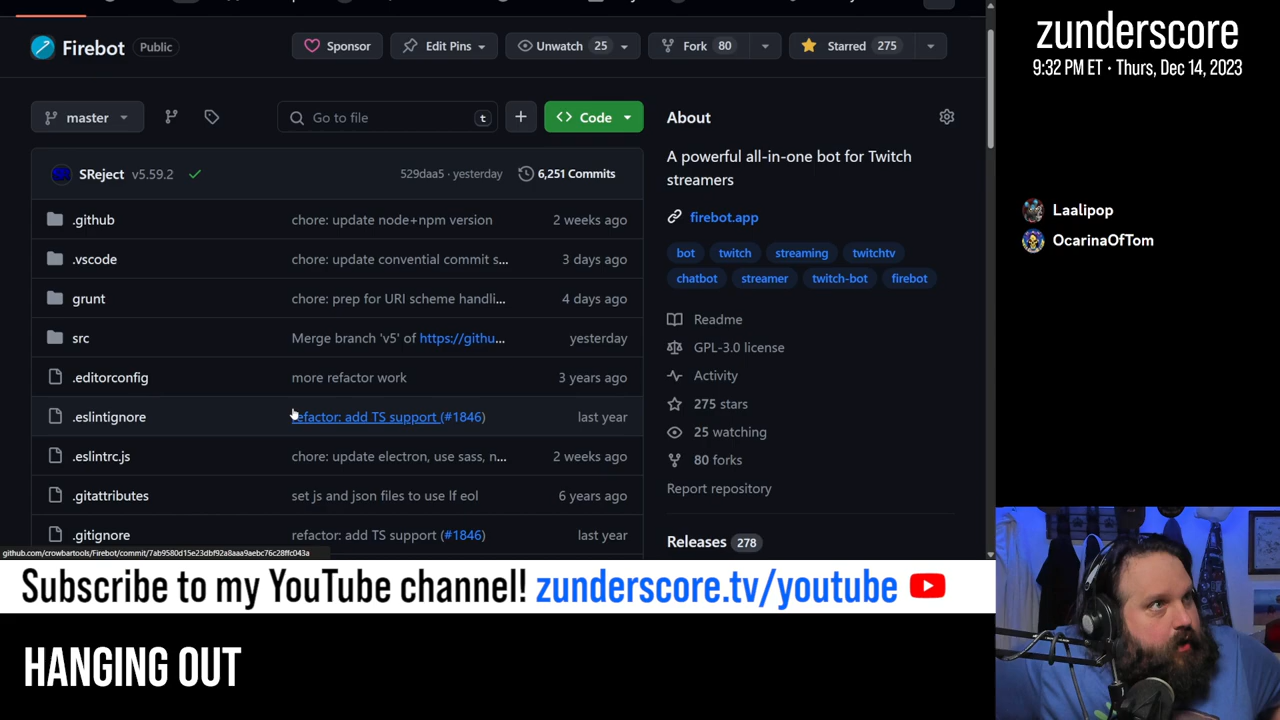 Firebot
Public
Sponsor
Edit Pins
Unwatch 25
Fork 80
Starred 275
master
Go to file
t
Code
SReject v5.59.2
529daa5 · yesterday
6,251 Commits
.github
chore: update node+npm version
2 weeks ago
.vscode
chore: update convential commit s...
3 days ago
grunt
chore: prep for URI scheme handli...
4 days ago
src
Merge branch 'v5' of https://githu...
yesterday
.editorconfig
more refactor work
3 years ago
.eslintignore
refactor: add TS support (#1846)
last year
.eslintrc.js
chore: update electron, use sass, n...
2 weeks ago
.gitattributes
set js and json files to use lf eol
6 years ago
.gitignore
refactor: add TS support (#1846)
last year
About
A powerful all-in-one bot for Twitch
streamers
firebot.app
bot twitch streaming twitchtv
chatbot streamer twitch-bot firebot
Readme
GPL-3.0 license
Activity
275 stars
25 watching
80 forks
Report repository
Releases 278
zunderscore
9:32 PM ET • Thurs, Dec 14, 2023
Laalipop
OcarinaOfTom
Subscribe to my YouTube channel! zunderscore.tv/youtube
HANGING OUT